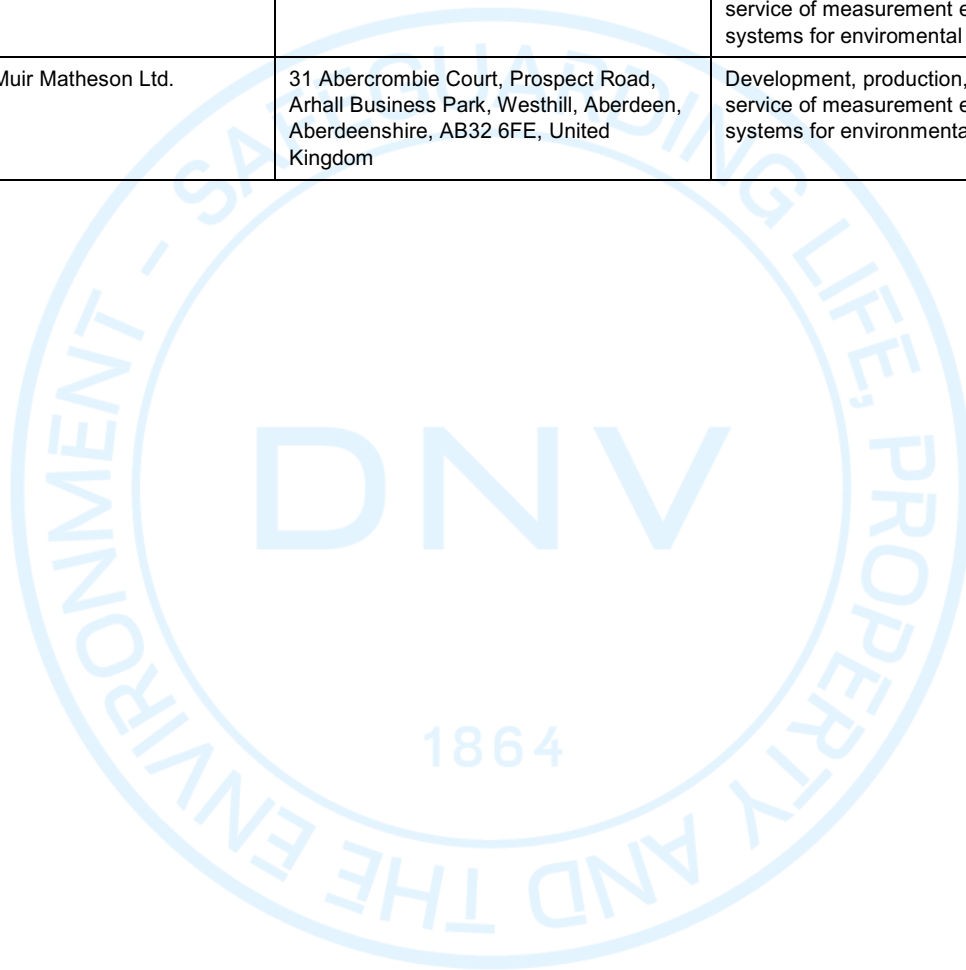 service of measurement e
systems for enviromental
Muir Matheson Ltd.
31 Abercrombie Court, Prospect Road,
Arhall Business Park, Westhill, Aberdeen,
Aberdeenshire, AB32 6FE, United
Kingdom
Development, production,
service of measurement e
systems for environmenta
SAFEGUARDING LIFE, PROPERTY AND THE ENVIRONMENT -
DNV
1864